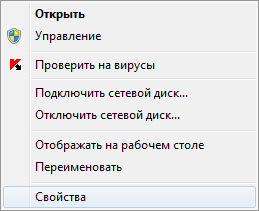 Открыть
Управление
Проверить на вирусы
Подключить сетевой диск...
Отключить сетевой диск...
Отображать на рабочем столе
Переименовать
Свойства